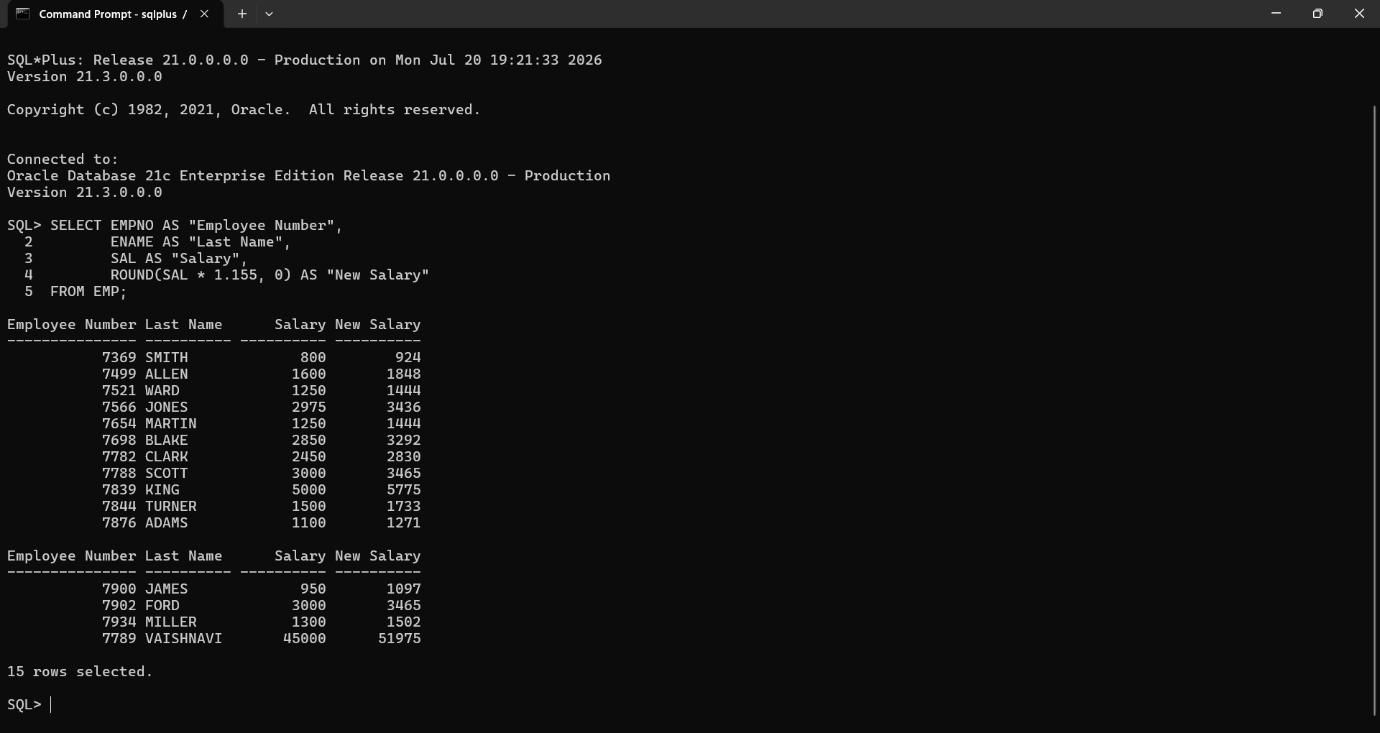 Command Prompt - sqlplus /
SQL*Plus: Release 21.0.0.0.0 - Production on Mon Jul 20 19:21:33 2026
Version 21.3.0.0.0
Copyright (c) 1982, 2021, Oracle.  All rights reserved.
Connected to:
Oracle Database 21c Enterprise Edition Release 21.0.0.0.0 - Production
Version 21.3.0.0.0
SQL> SELECT EMPNO AS "Employee Number",
  2         ENAME AS "Last Name",
  3         SAL AS "Salary",
  4         ROUND(SAL * 1.155, 0) AS "New Salary"
  5  FROM EMP;
Employee Number Last Name      Salary New Salary
--------------- ---------- ---------- ----------
           7369 SMITH             800        924
           7499 ALLEN            1600       1848
           7521 WARD             1250       1444
           7566 JONES            2975       3436
           7654 MARTIN           1250       1444
           7698 BLAKE            2850       3292
           7782 CLARK            2450       2830
           7788 SCOTT            3000       3465
           7839 KING             5000       5775
           7844 TURNER           1500       1733
           7876 ADAMS            1100       1271
Employee Number Last Name      Salary New Salary
--------------- ---------- ---------- ----------
           7900 JAMES             950       1097
           7902 FORD             3000       3465
           7934 MILLER           1300       1502
           7789 VAISHNAVI       45000      51975
15 rows selected.
SQL>